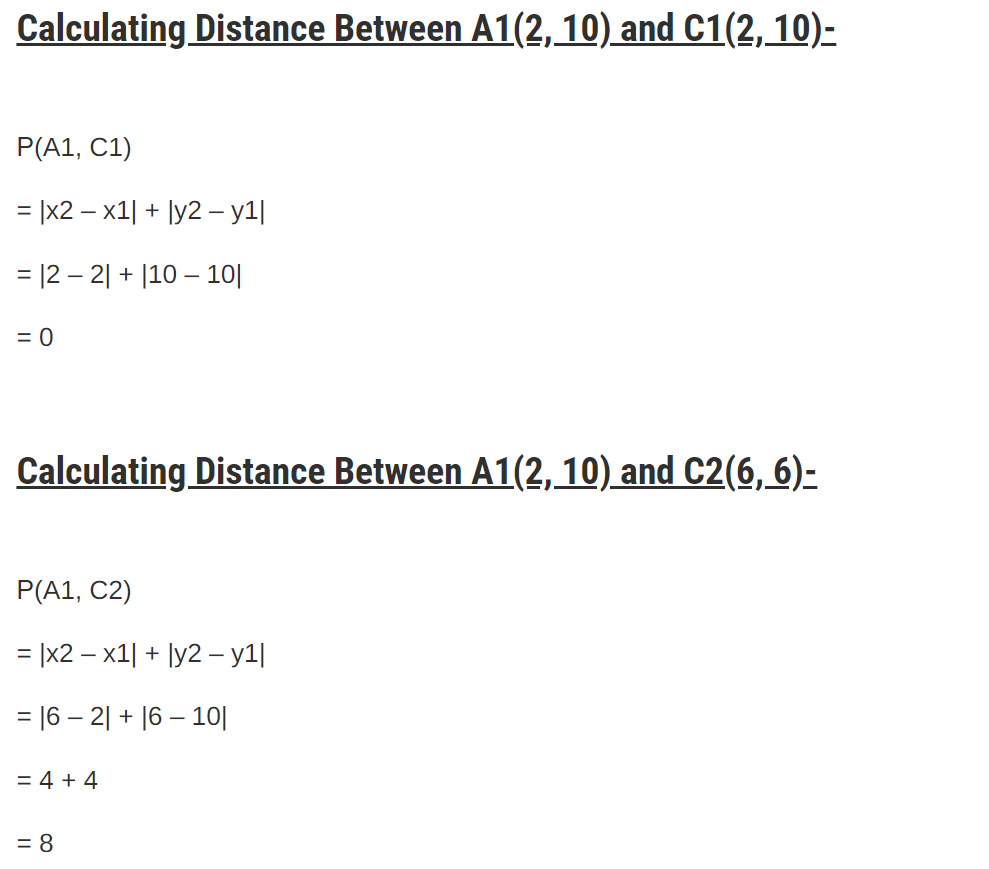 Calculating Distance Between A1(2, 10) and C1(2, 10)-
P(A1, C1)
= |x2 – x1| + |y2 – y1|
= |2 – 2| + |10 – 10|
= 0
Calculating Distance Between A1(2, 10) and C2(6, 6)-
P(A1, C2)
= |x2 – x1| + |y2 – y1|
= |6 – 2| + |6 – 10|
= 4 + 4
= 8